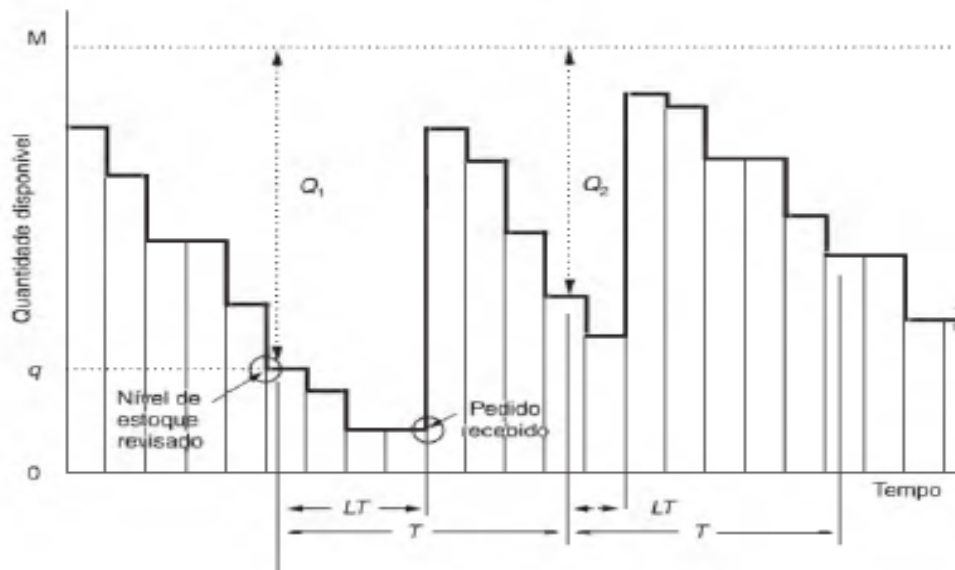 M
Quantidade disponível
Q1
Q2
q
Nível de
estoque
revisado
Pedido
recebido
0
Tempo
LT
LT
T
T